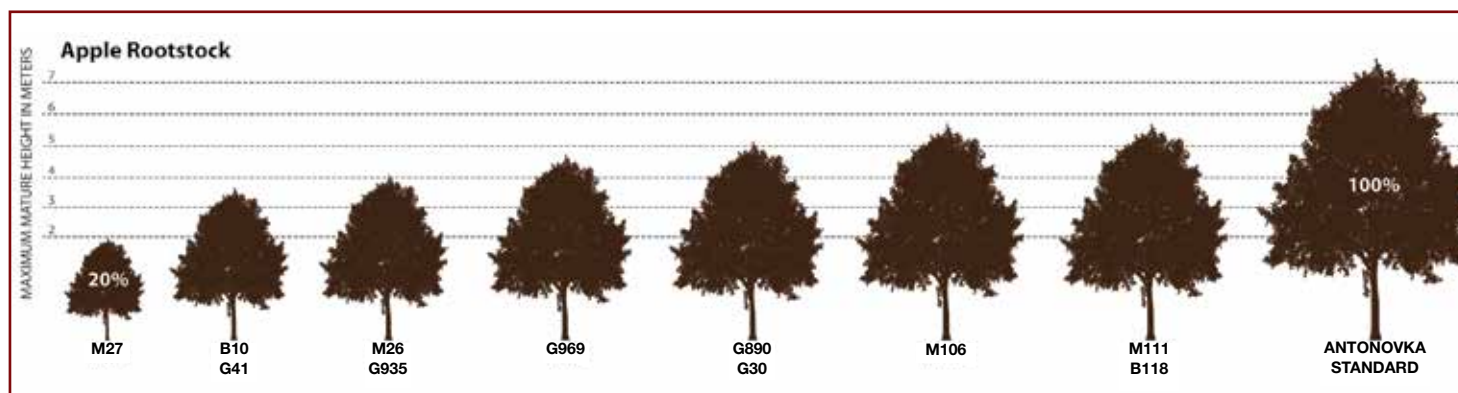 Apple Rootstock
MAXIMUM MATURE HEIGHT IN METERS
7
6
5
4
3
2
20%
100%
M27
B10
G41
M26
G935
G969
G890
G30
M106
M111
B118
ANTONOVKA
STANDARD